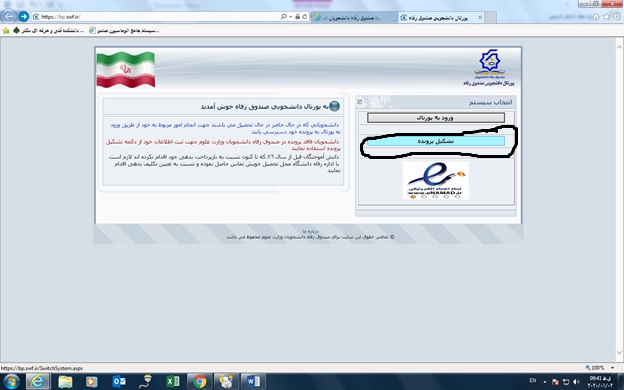 https://bp.swf.ir/
پورتال دانشجویی صندوق رفاه
صندوق رفاه دانشجویان
سیستم جامع اتوماسیون صندو...
دانشکده فنی و حرفه ای دختر...
پورتال دانشجویی صندوق رفاه
انتخاب سیستم
ورود به پورتال
تشکیل پرونده
www.eNAMAD.ir
به پورتال دانشجویی صندوق رفاه خوش آمدید
دانشجویانی که در حال حاضر در حال تحصیل می باشند جهت انجام امور مربوط به خود از طریق ورود
به پورتال به پرونده خود دسترسی یابند
دانشجویان فاقد پرونده در صندوق رفاه دانشجویان وزارت علوم جهت ثبت اطلاعات خود از دکمه تشکیل
پرونده استفاده نمایند
دانش آموختگان قبل از سال ۸۶ که تا کنون نسبت به بازپرداخت بدهی خود اقدام نکرده اند لازم است
با اداره رفاه دانشگاه محل تحصیل خویش تماس حاصل نموده و نسبت به تعیین تکلیف بدهی اقدام
نمایند
درباره ما
© تمامی حقوق این سایت برای صندوق رفاه دانشجویان وزارت علوم محفوظ می باشد
https://bp.swf.ir/SwitchSystem.aspx
100%
EN
09:41 ق.ظ
۲۰۲۰/۰۱/۰۲